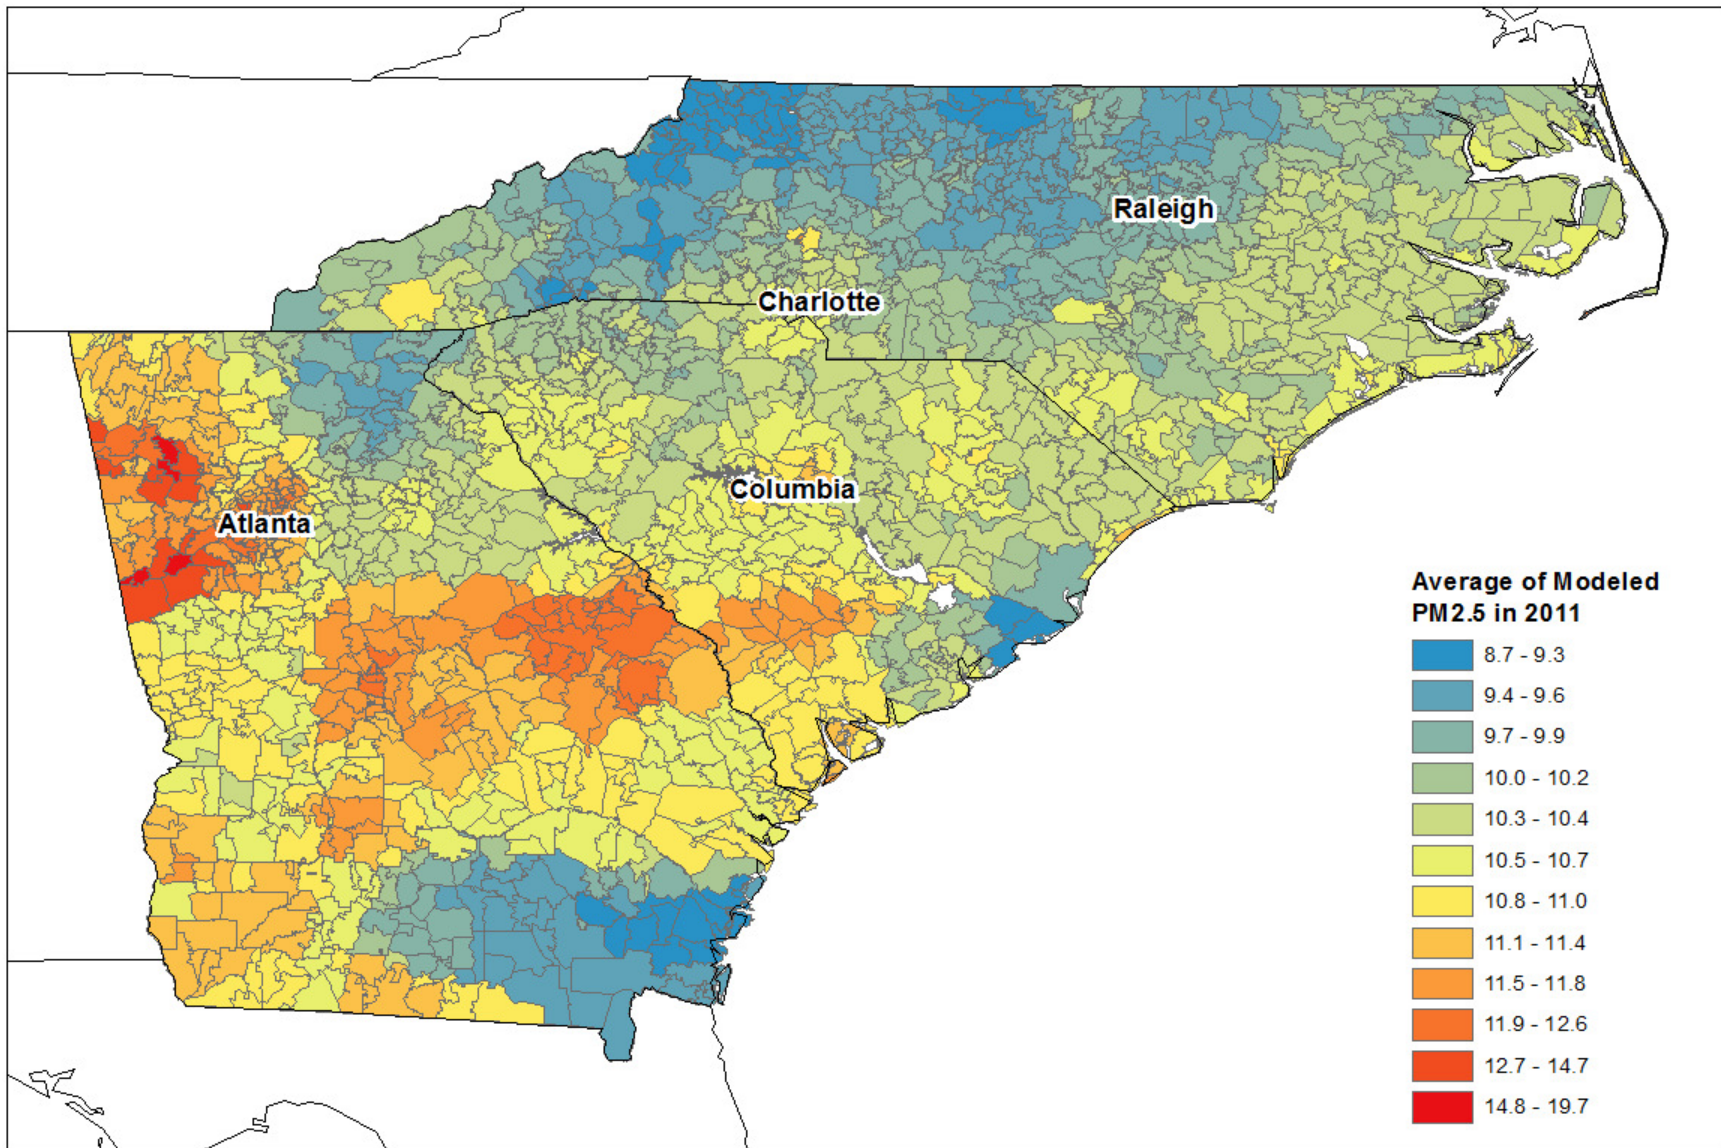 Raleigh
Charlotte
Columbia
Atlanta
Average of Modeled
PM2.5 in 2011
8.7 - 9.3
9.4 - 9.6
9.7 - 9.9
10.0 - 10.2
10.3 - 10.4
10.5 - 10.7
10.8 - 11.0
11.1 - 11.4
11.5 - 11.8
11.9 - 12.6
12.7 - 14.7
14.8 - 19.7